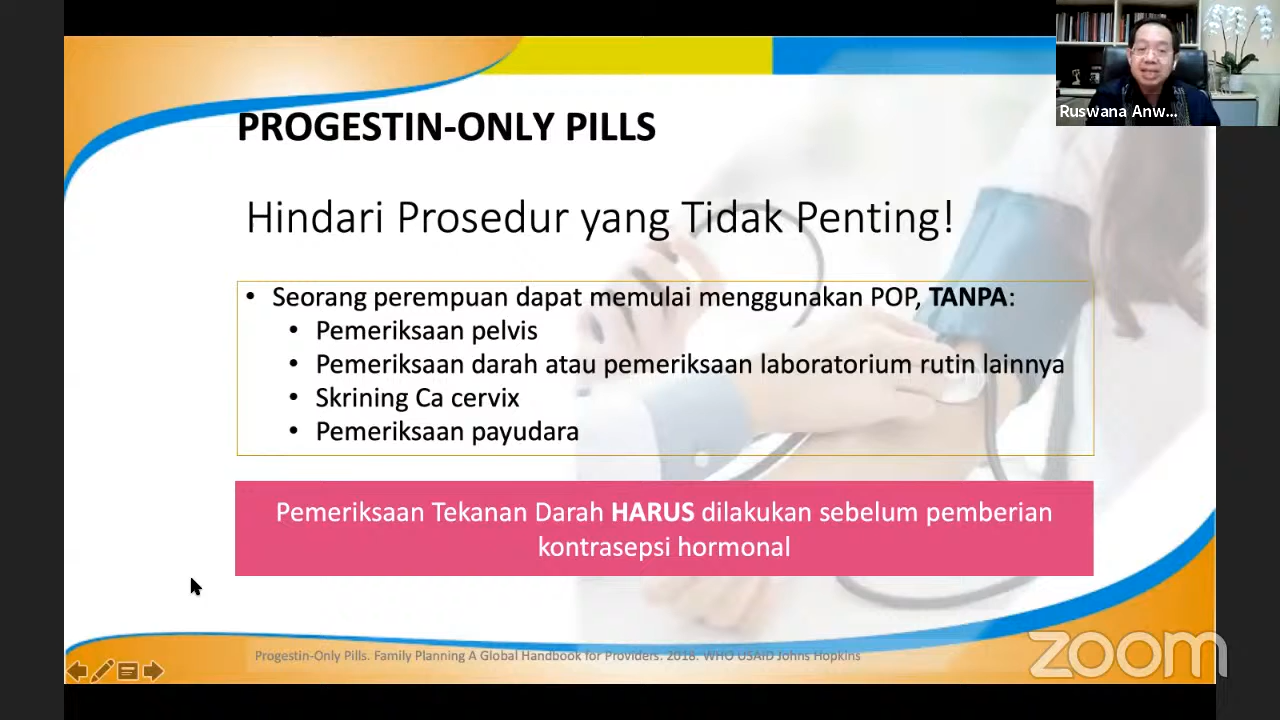 PROGESTIN-ONLY PILLS
Ruswana Anw...
Hindari Prosedur yang Tidak Penting!
• Seorang perempuan dapat memulai menggunakan POP, TANPA:
• Pemeriksaan pelvis
• Pemeriksaan darah atau pemeriksaan laboratorium rutin lainnya
• Skrining Ca cervix
• Pemeriksaan payudara
Pemeriksaan Tekanan Darah HARUS dilakukan sebelum pemberian
kontrasepsi hormonal
Progestin-Only Pills. Family Planning A Global Handbook for Providers. 2018. WHO USAID Johns Hopkins
zoom